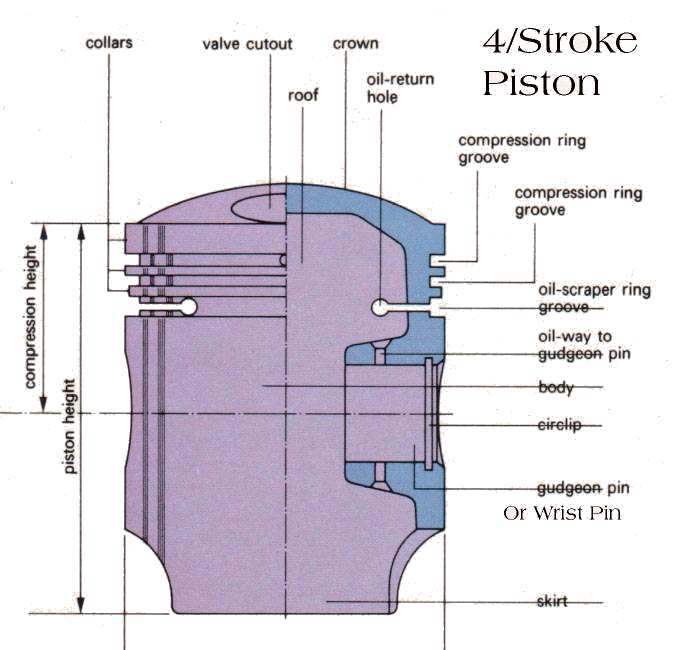 4/Stroke
Piston
collars
valve cutout
crown
roof
oil-return
hole
compression ring
groove
compression ring
groove
oil-scraper ring
groove
oil-way to
gudgeon pin
body
circlip
gudgeon pin
Or Wrist Pin
skirt
compression height
piston height